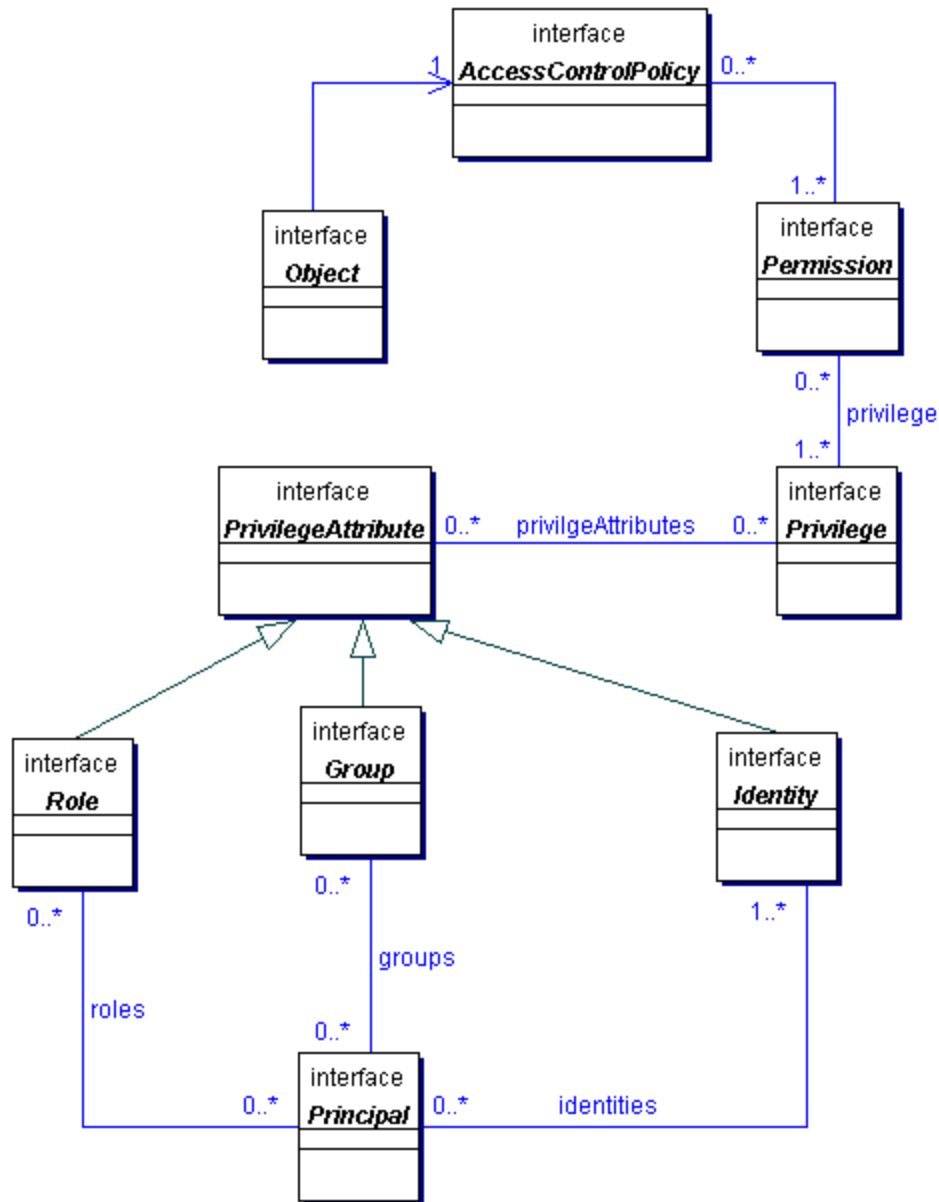 interface
AccessControlPolicy
1
0..*
1..*
interface
Object
interface
Permission
0..*
privilege
1..*
interface
PrivilegeAttribute
0..*
privilgeAttributes
0..*
interface
Privilege
interface
Role
interface
Group
interface
Identity
0..*
0..*
1..*
groups
roles
0..*
interface
Principal
0..*
0..*
identities